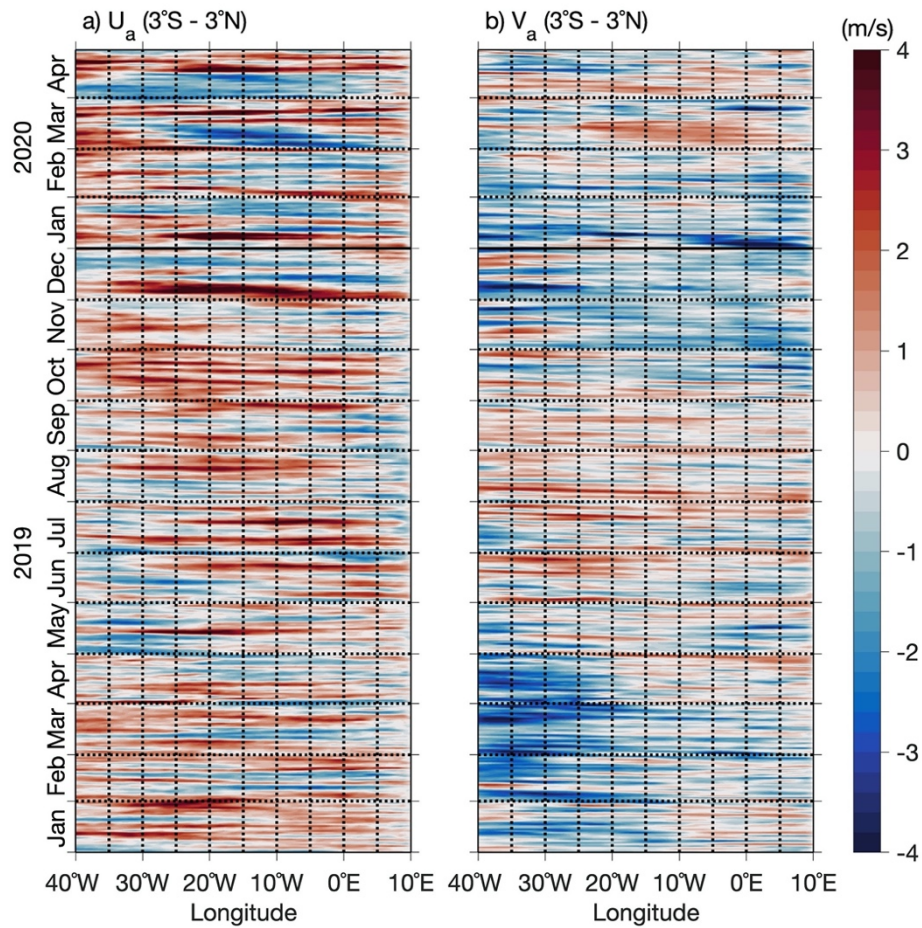 a) Ua (3°S - 3°N)
b) Va (3°S - 3°N)
(m/s)
2020
Apr
Mar
Feb
Jan
2019
Dec
Nov
Oct
Sep
Aug
Jul
Jun
May
Apr
Mar
Feb
Jan
40°W 30°W 20°W 10°W 0°E 10°E
Longitude
40°W 30°W 20°W 10°W 0°E 10°E
Longitude
4
3
2
1
0
-1
-2
-3
-4